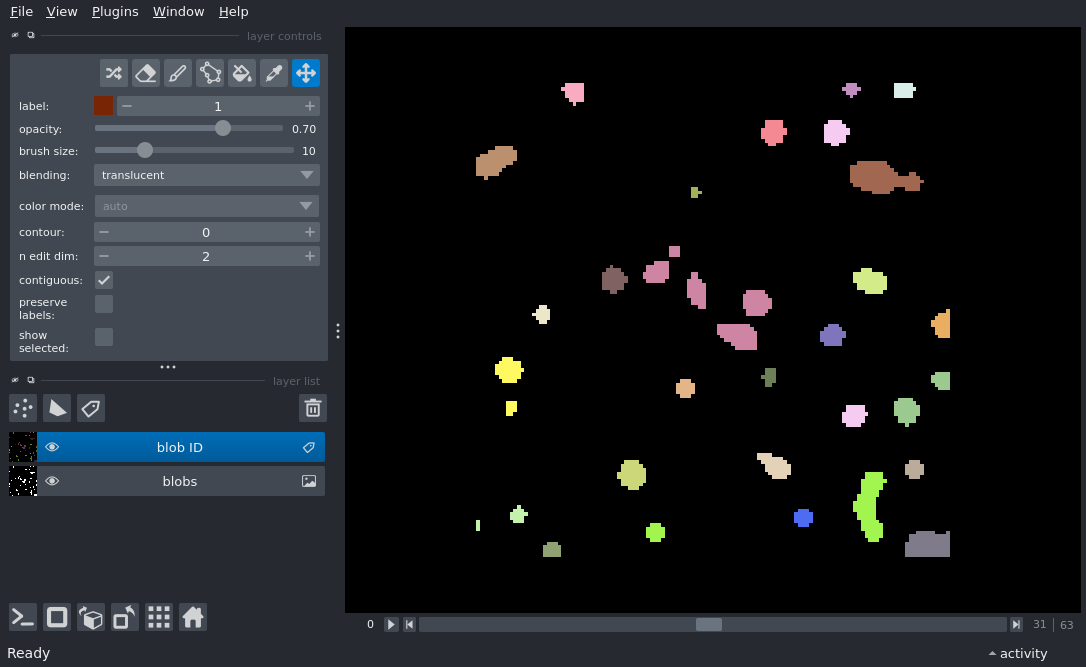 File View Plugins Window Help
layer controls
label: 1
opacity: 0.70
brush size: 10
blending: translucent
color mode: auto
contour: 0
n edit dim: 2
contiguous:
preserve
labels:
show
selected:
layer list
blob ID
blobs
0 31 | 63
Ready activity